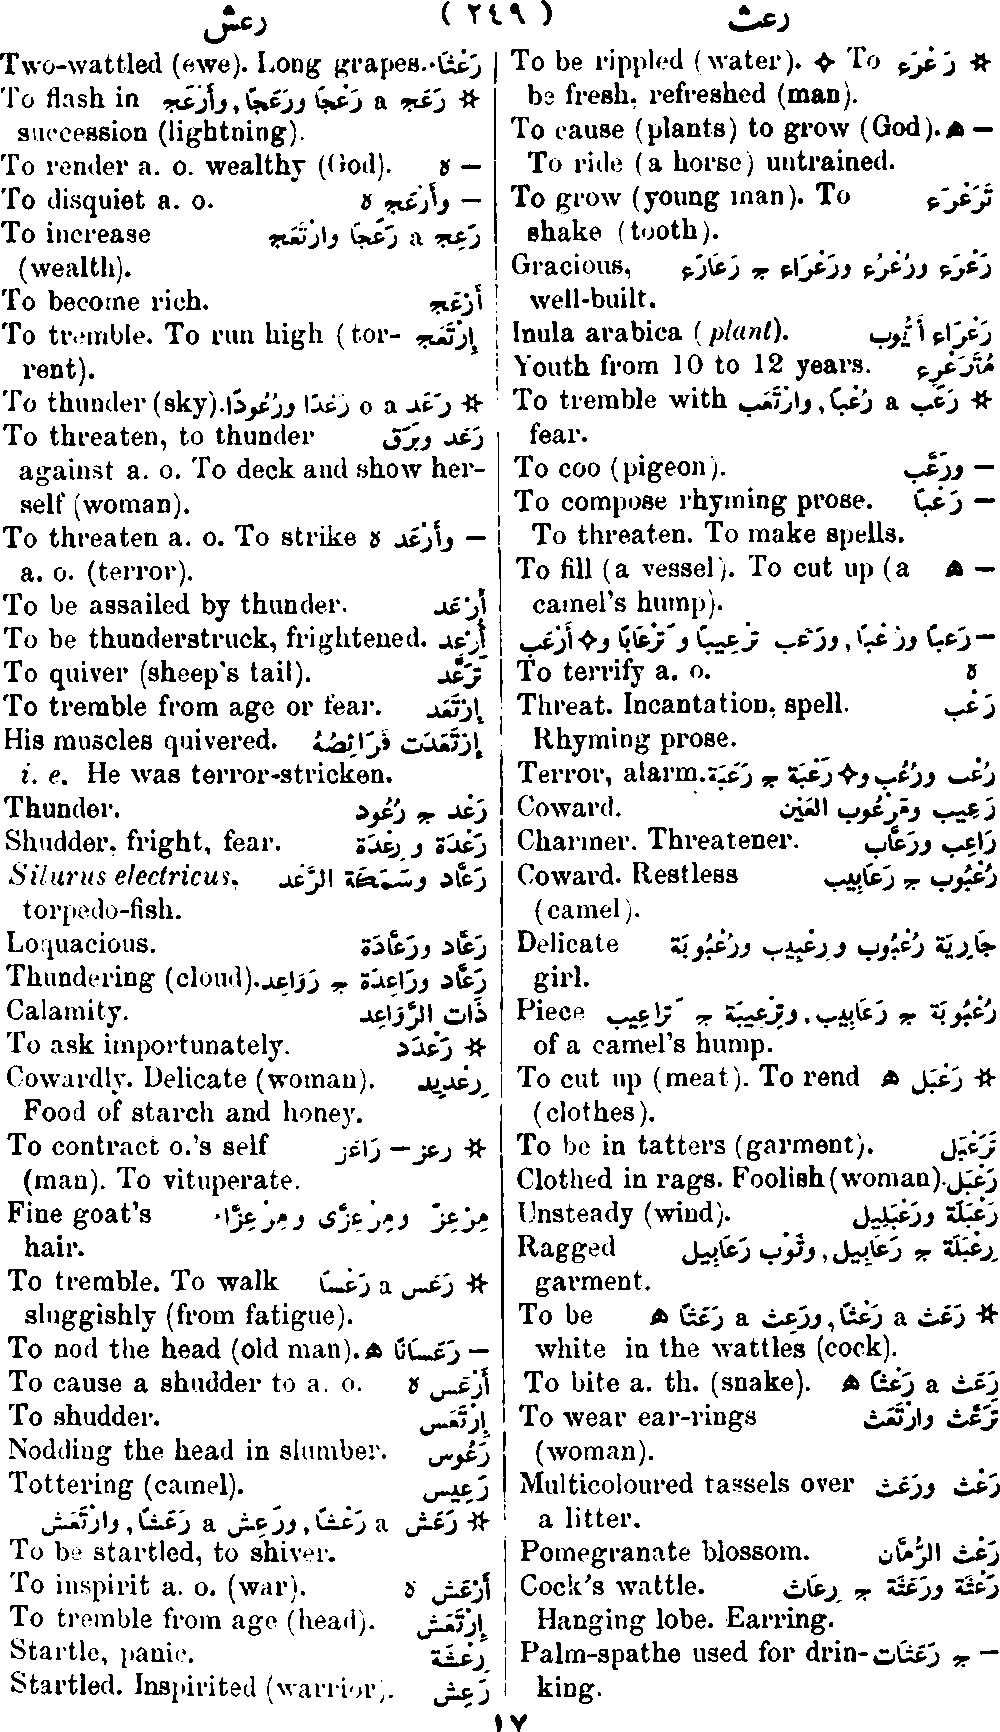 رعش ( ٢٤٩ ) رعث
To be rippled (water). ✧ To رَعْرَع ✲
be fresh, refreshed (man).
To cause (plants) to grow (God). ه —
To ride (a horse) untrained.
To grow (young man). To تَرَعْرَع
shake (tooth).
Gracious, رَعْرَع ورُعْرُع ورَعْرَاع ج رَعَارِع
well-built.
Inula arabica (plant). رَعْرَاع أَيُّوب
Youth from 10 to 12 years. مُتَرَعْرِع
To tremble with رَعَب a رُعْبًا, وارْتَعَب ✲
fear.
To coo (pigeon). — ورَعَّب
To compose rhyming prose. — رَعْبًا
To threaten. To make spells.
To fill (a vessel). To cut up (a ه —
camel's hump).
— رَعَبًا ورُعْبًا, ورَعَّب تَرْعِيبًا وتَرْعَابًا و✧ أَرْعَب
To terrify a. o. ه
Threat. Incantation, spell. رَعْب
Rhyming prose.
Terror, alarm. رُعْب ورُعُب و✧ رَعْبَة ج رَعَبَة
Coward. رَعِيب ومَرْعُوب العَيْن
Charmer. Threatener. رَاعِب ورَعَّاب
Coward. Restless رُعْبُوب ج رَعَابِيب
(camel).
Delicate جَارِيَة رُعْبُوب ورِعْبِيب ورُعْبُوبَة
girl.
Piece رُعْبُوبَة ج رَعَابِيب, وتِرْعِيبَة ج تَرَاعِيب
of a camel's hump.
To cut up (meat). To rend ه رَعْبَل ✲
(clothes).
To be in tatters (garment). تَرَعْبَل
Clothed in rags. Foolish (woman). رَعْبَل
Unsteady (wind). رَعْبَلَة ورَعْبَلِيل
Ragged رِعْبَلَة ج رَعَابِيل, وثَوْب رَعَابِيل
garment.
To be ه رَعَث a رَعْثًا, ورَعِث a رَعَثًا ✲
white in the wattles (cock).
To bite a. th. (snake). رَعَث a رَعْثًا ه
To wear ear-rings تَرَعَّث وارْتَعَث
(woman).
Multicoloured tassels over رَعْث ورَعَث
a litter.
Pomegranate blossom. رَعْث الرُّمَّان
Cock's wattle. رَعْثَة ورَعَثَة ج رِعَاث
Hanging lobe. Earring.
Palm-spathe used for drin- — ج رَعَثَات
king.
Two-wattled (ewe). Long grapes. رَعْثَاء
To flash in رَعَج a رَعْجًا ورَعَجًا, وأَرْعَج ✲
succession (lightning).
To render a. o. wealthy (God). ه —
To disquiet a. o. — وأَرْعَج ه
To increase رَعِج a رَعَجًا وارْتَعَج
(wealth).
To become rich. أَرْعَج
To tremble. To run high (tor- إِرْتَعَج
rent).
To thunder (sky). رَعَد o a رَعْدًا ورُعُودًا ✲
To threaten, to thunder رَعَد وبَرَق
against a. o. To deck and show her-
self (woman).
To threaten a. o. To strike — وأَرْعَد ه
a. o. (terror).
To be assailed by thunder. أَرْعَد
To be thunderstruck, frightened. أُرْعِد
To quiver (sheep's tail). تَرَعَّد
To tremble from age or fear. إِرْتَعَد
His muscles quivered. إِرْتَعَدَت فَرَائِصُهُ
i. e. He was terror-stricken.
Thunder. رَعْد ج رُعُود
Shudder, fright, fear. رَعْدَة ورِعْدَة
Silurus electricus, رَعَّاد وسَمَكَة الرَّعْد
torpedo-fish.
Loquacious. رَعَّاد ورَعَّادَة
Thundering (cloud). رَعَّاد ورَاعِدَة ج رَوَاعِد
Calamity. ذَات الرَّوَاعِد
To ask importunately. رَعْدَد ✲
Cowardly. Delicate (woman). رِعْدِيد
Food of starch and honey.
To contract o.'s self رعز — رَاعَز ✲
(man). To vituperate.
Fine goat's مِرْعِزّ ومِرْعِزَّى ومِرْعِزَّاء
hair.
To tremble. To walk رَعَس a رَعْسًا ✲
sluggishly (from fatigue).
To nod the head (old man). ه — رَعَسَانًا
To cause a shudder to a. o. أَرْعَس ه
To shudder. إِرْتَعَس
Nodding the head in slumber. رَعُوس
Tottering (camel). رَعِيس
رَعَش a رَعْشًا, ورَعِش a رَعَشًا, وارْتَعَش ✲
To be startled, to shiver.
To inspirit a. o. (war). أَرْعَش ه
To tremble from age (head). إِرْتَعَش
Startle, panic. رِعْشَة
Startled. Inspirited (warrior). رَعِش
١٧